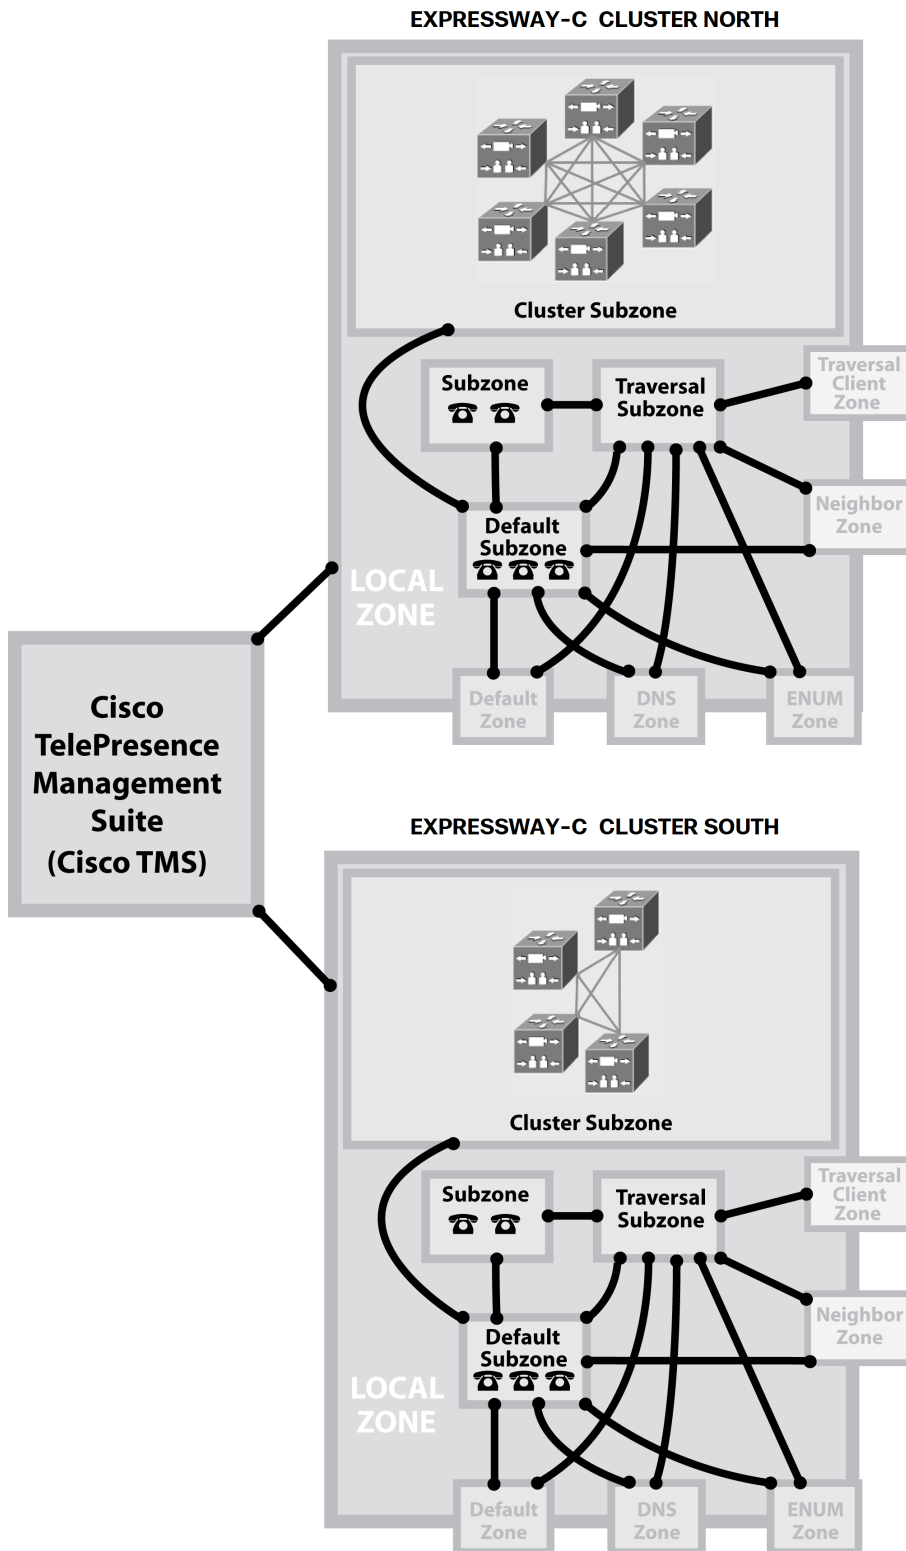 EXPRESSWAY-C CLUSTER NORTH
Cluster Subzone
Subzone
Traversal
Subzone
Traversal
Client
Zone
Neighbor
Zone
Default
Subzone
LOCAL
ZONE
Default
Zone
DNS
Zone
ENUM
Zone
Cisco
TelePresence
Management
Suite
(Cisco TMS)
EXPRESSWAY-C CLUSTER SOUTH
Cluster Subzone
Subzone
Traversal
Subzone
Traversal
Client
Zone
Neighbor
Zone
Default
Subzone
LOCAL
ZONE
Default
Zone
DNS
Zone
ENUM
Zone